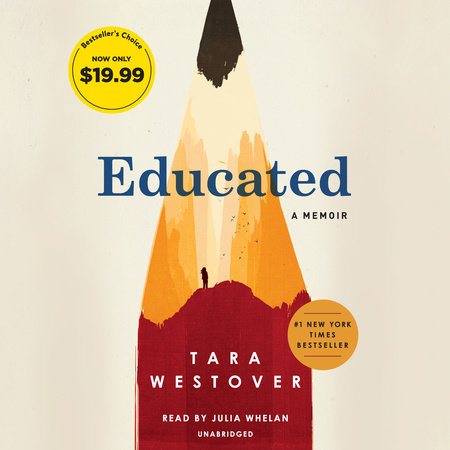 Bestseller's Choice
NOW ONLY
$19.99
Educated
A MEMOIR
#1 NEW YORK
TIMES
BESTSELLER
TARA
WESTOVER
READ BY JULIA WHELAN
UNABRIDGED